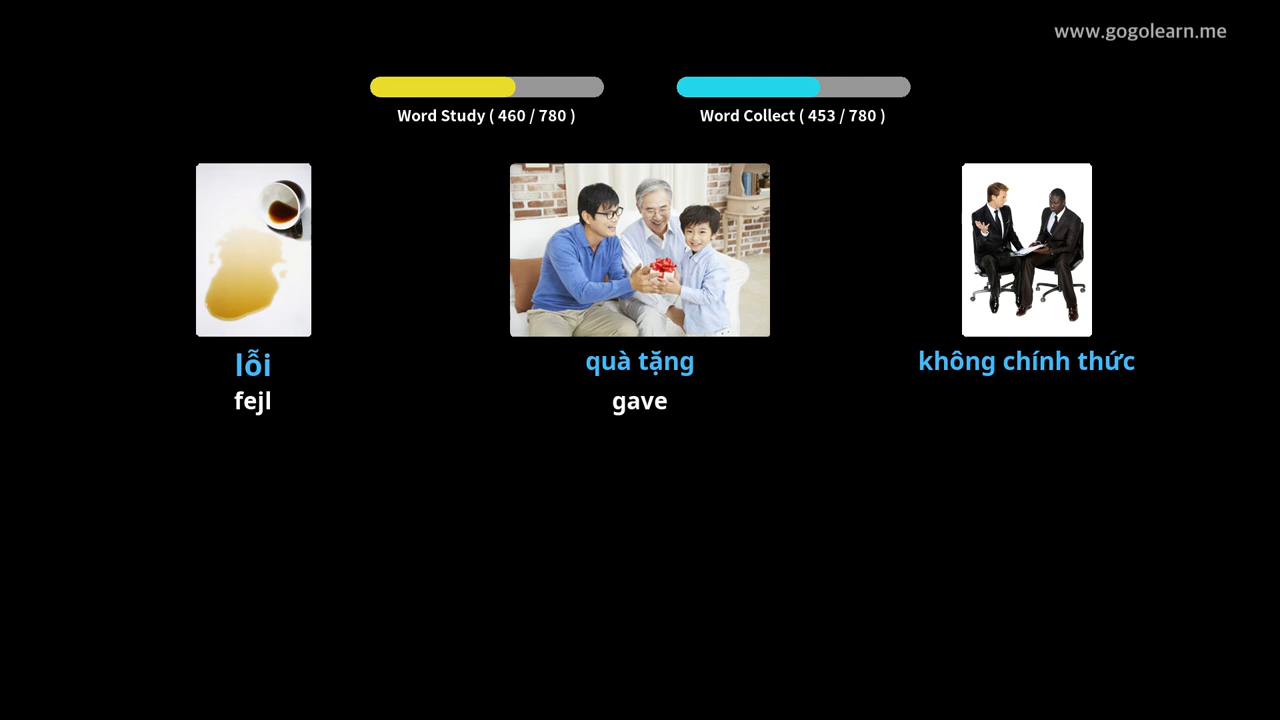 www.gogolearn.me
Word Study ( 460 / 780 )
Word Collect ( 453 / 780 )
lỗi
fejl
quà tặng
gave
không chính thức